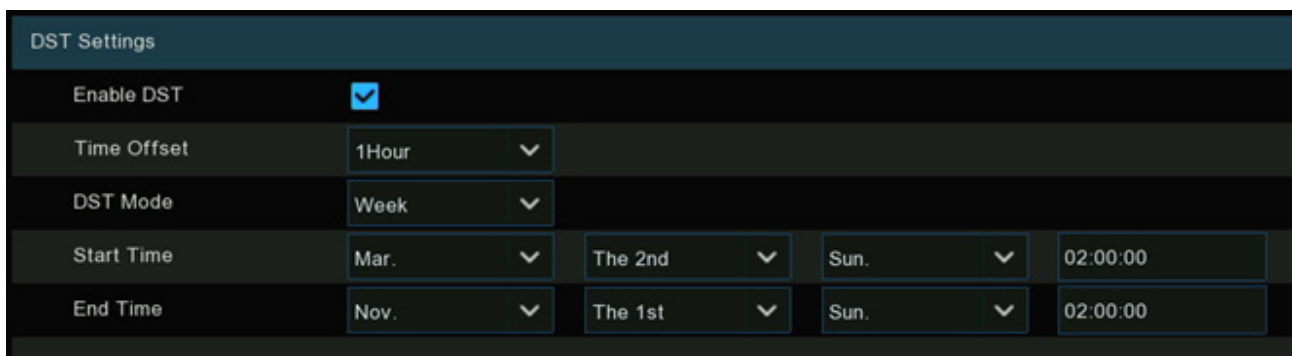 DST Settings
Enable DST
Time Offset 1Hour
DST Mode Week
Start Time Mar. The 2nd Sun. 02:00:00
End Time Nov. The 1st Sun. 02:00:00